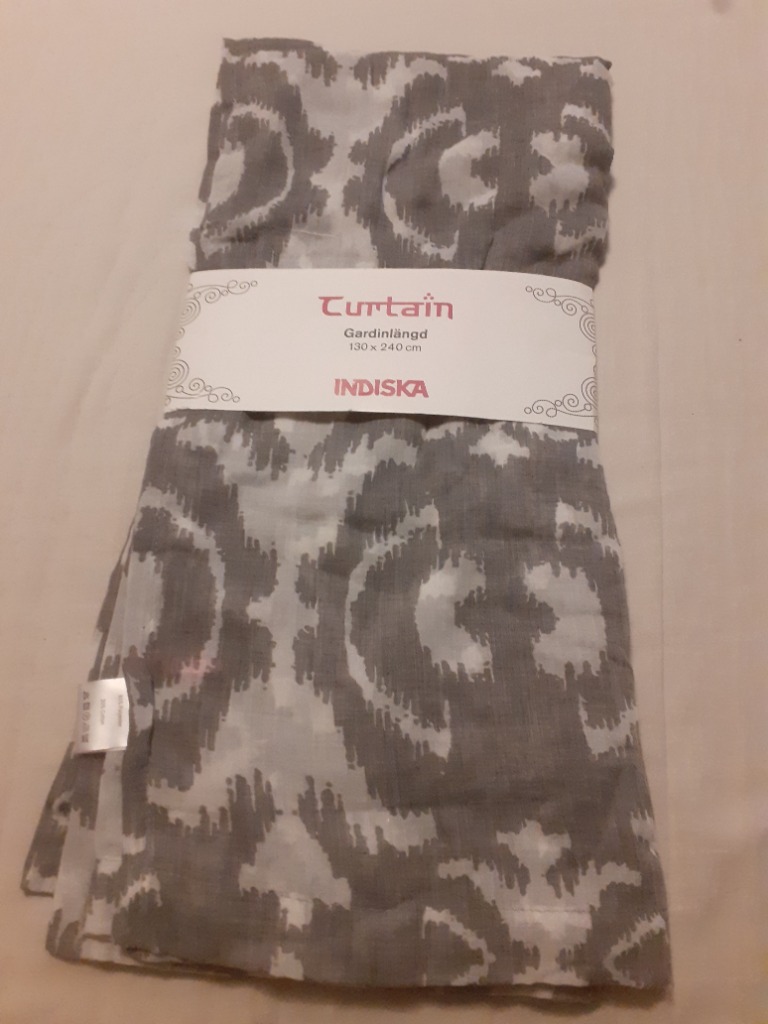 Curtain
Gardinlängd
130 x 240 cm
INDISKA